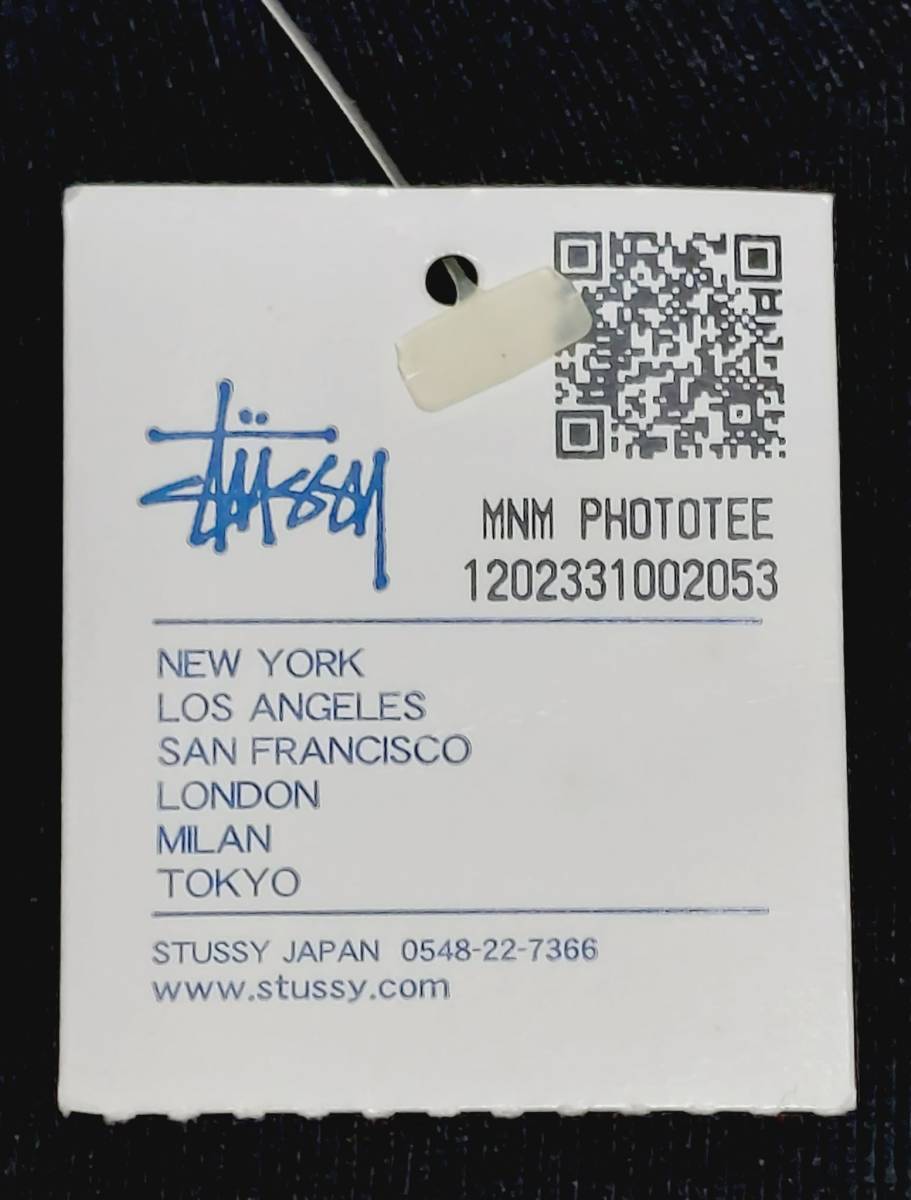 Stüssy
MNM PHOTOTEE
1202331002053
NEW YORK
LOS ANGELES
SAN FRANCISCO
LONDON
MILAN
TOKYO
STUSSY JAPAN 0548-22-7366
www.stussy.com